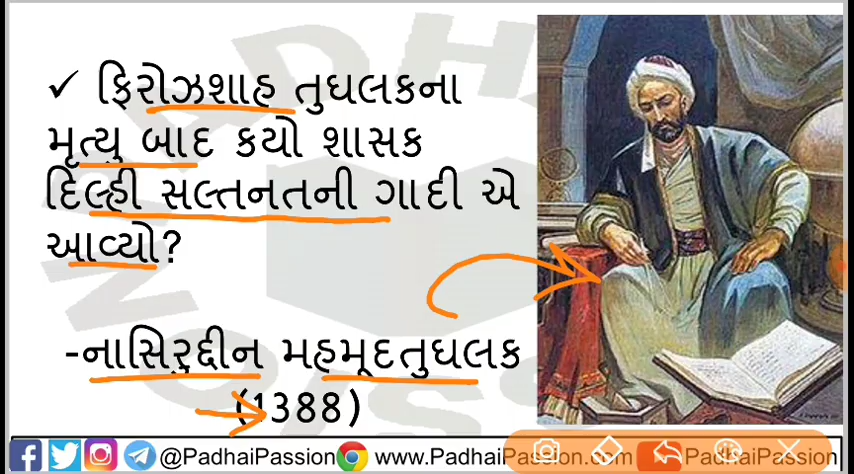 ✓ ફિરોઝશાહ તુઘલકના
મૃત્યુ બાદ કયો શાસક
દિલ્હી સલ્તનતની ગાદી એ
આવ્યો?
-નાસિરુદ્દીન મહમૂદતુઘલક
(1388)
@PadhaiPassion www.PadhaiPassion.com /PadhaiPassion